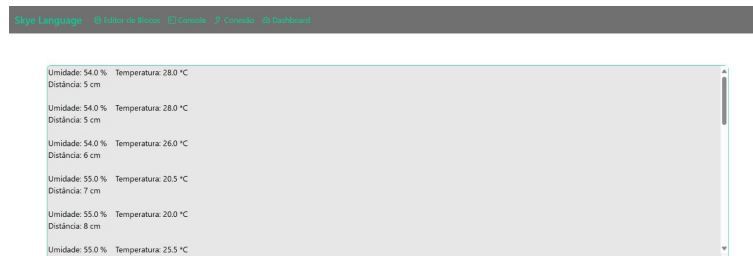 Skye Language Editor de Blocos Console Conexão Dashboard
Umidade: 54.0 % Temperatura: 28.0 °C
Distância: 5 cm
Umidade: 54.0 % Temperatura: 28.0 °C
Distância: 5 cm
Umidade: 54.0 % Temperatura: 26.0 °C
Distância: 6 cm
Umidade: 55.0 % Temperatura: 20.5 °C
Distância: 7 cm
Umidade: 55.0 % Temperatura: 20.0 °C
Distância: 8 cm
Umidade: 55.0 % Temperatura: 25.5 °C